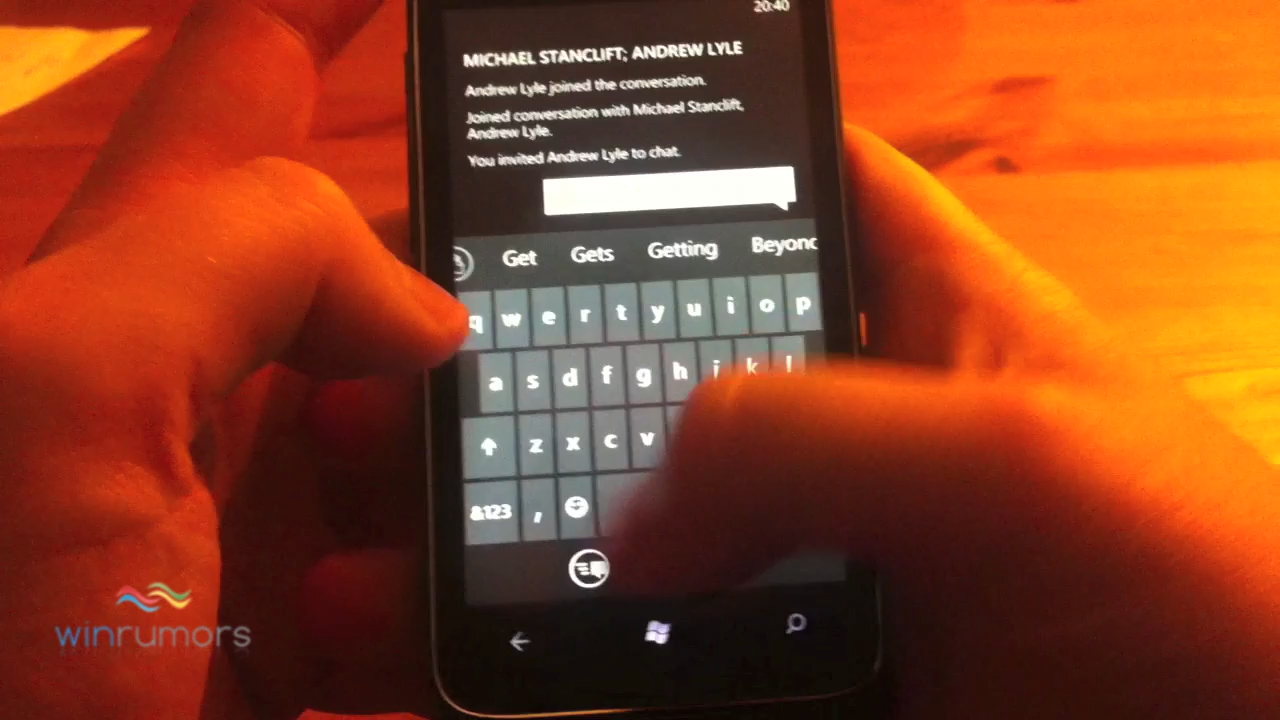 20:40
MICHAEL STANCLIFT; ANDREW LYLE
Andrew Lyle joined the conversation.
Joined conversation with Michael Stanclift,
Andrew Lyle.
You invited Andrew Lyle to chat.
Get Gets Getting Beyond
q w e r t y u i o p
a s d f g h j k l
z x c v
&123 ,
winrumors